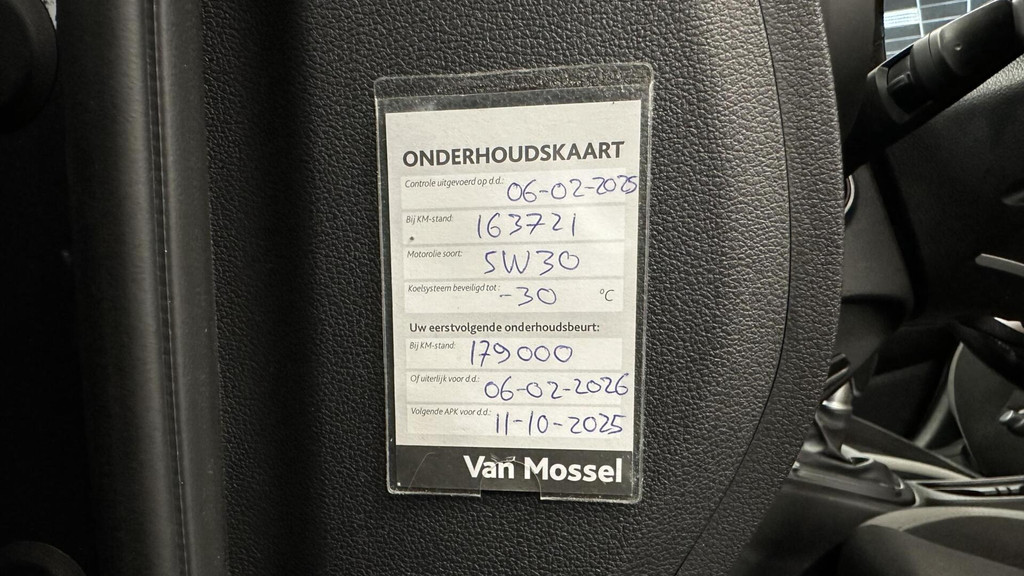 ONDERHOUDSKAART
Controle uitgevoerd op d.d.: 06-02-2025
Bij KM-stand: 163721
Motorolie soort: 5W30
Koelsysteem beveiligd tot: -30 °C
Uw eerstvolgende onderhoudsbeurt:
Bij KM-stand: 179000
Of uiterlijk voor d.d.: 06-02-2026
Volgende APK voor d.d.: 11-10-2025
Van Mossel